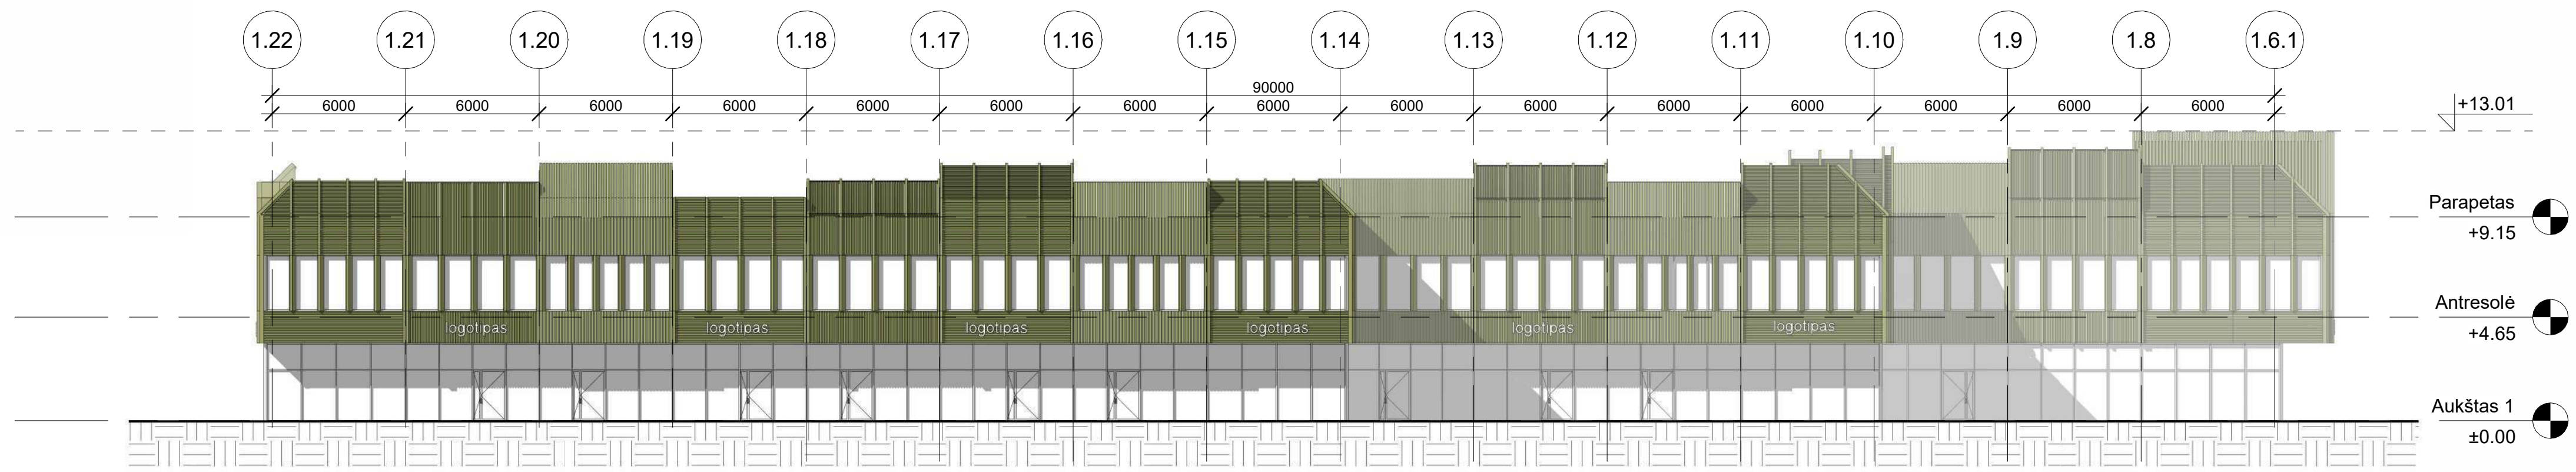 1.22 1.21 1.20 1.19 1.18 1.17 1.16 1.15 1.14 1.13 1.12 1.11 1.10 1.9 1.8 1.6.1
90000
6000 6000 6000 6000 6000 6000 6000 6000 6000 6000 6000 6000 6000 6000 6000
+13.01
Parapetas
+9.15
Antresolė
+4.65
logotipas logotipas logotipas logotipas logotipas logotipas
Aukštas 1
±0.00